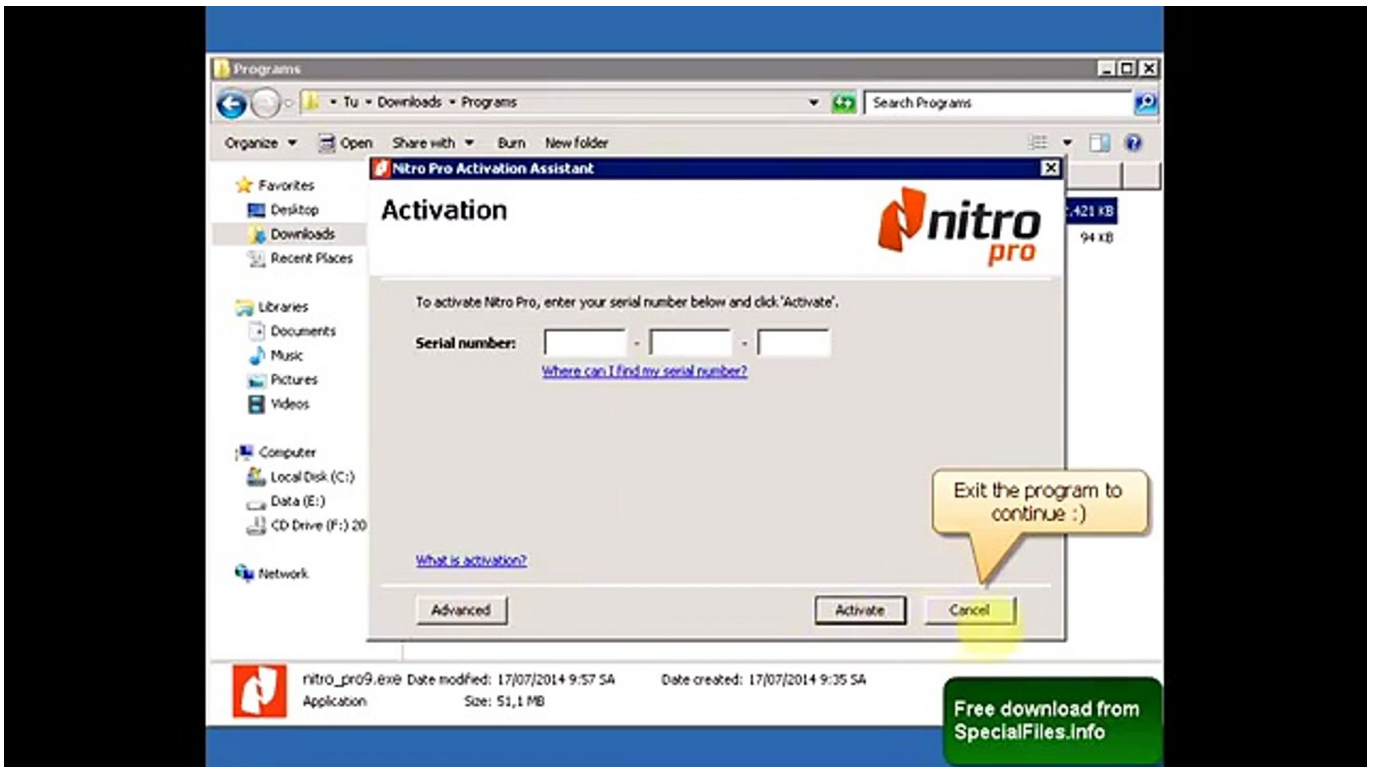 Programs
Tu
Downloads
Programs
Search Programs
Organize
Open
Share with
Burn
New folder
Favorites
Desktop
Downloads
Recent Places
Libraries
Documents
Music
Pictures
Videos
Computer
Local Disk (C:)
Data (E:)
CD Drive (F:) 20
Network
.421 KB
94 KB
Nitro Pro Activation Assistant
Activation
nitro
pro
To activate Nitro Pro, enter your serial number below and click 'Activate'.
Serial number: - -
Where can I find my serial number?
What is activation?
Advanced
Activate
Cancel
Exit the program to
continue :)
nitro_pro9.exe Date modified: 17/07/2014 9:57 SA Date created: 17/07/2014 9:35 SA
Application Size: 51,1 MB
Free download from
SpecialFiles.info